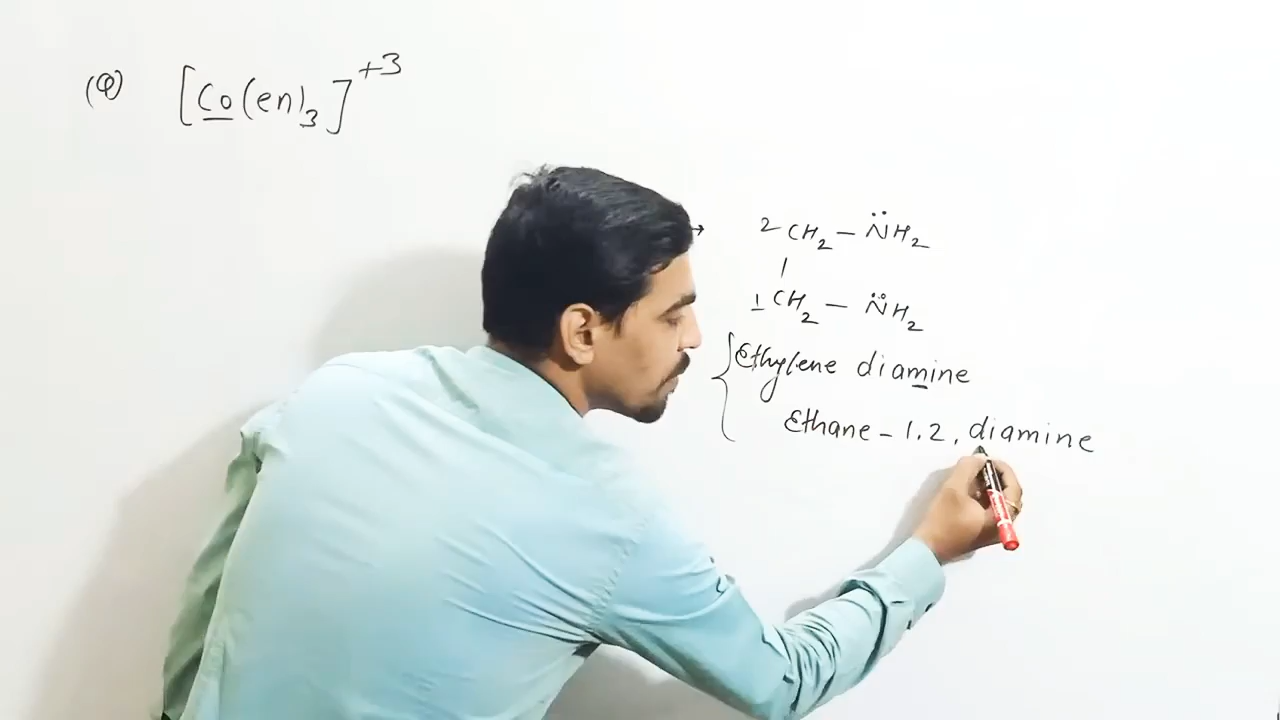 (Q) [Co(en)₃]⁺³
→ 2 CH₂ – N̈H₂
|
1 CH₂ – N̈H₂
Ethylene diamine
Ethane – 1.2, diamine